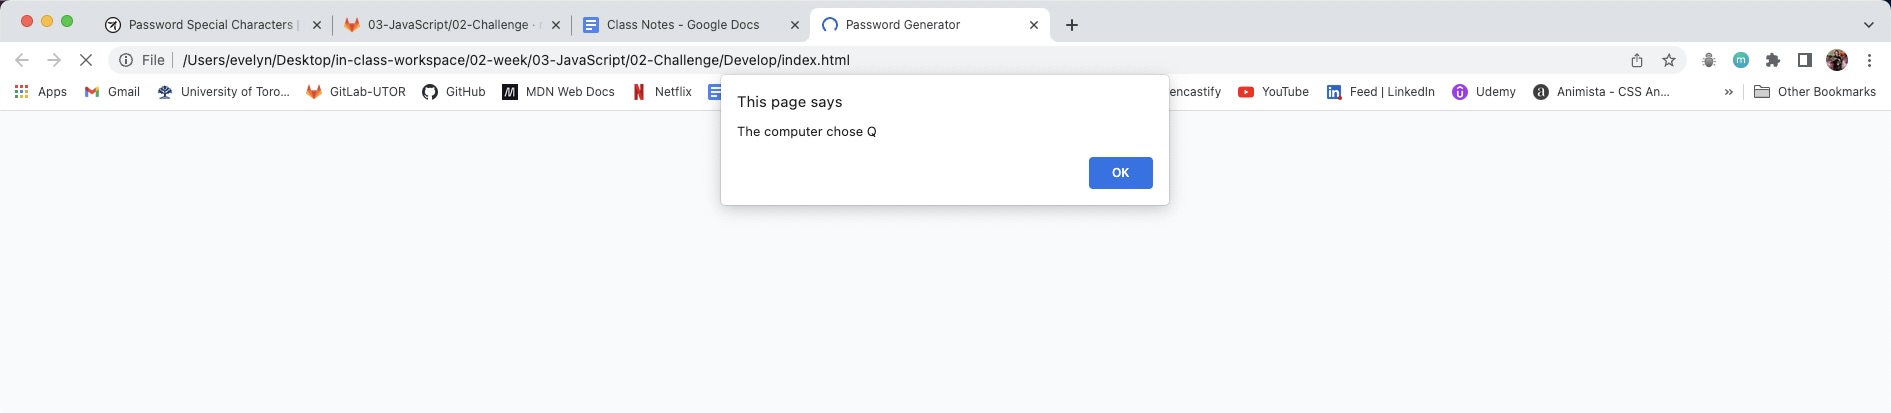 Password Special Characters | 03-JavaScript/02-Challenge · Class Notes - Google Docs Password Generator
File /Users/evelyn/Desktop/in-class-workspace/02-week/03-JavaScript/02-Challenge/Develop/index.html m
Apps Gmail University of Toro... GitLab-UTOR GitHub MDN Web Docs Netflix encastify YouTube Feed | LinkedIn Udemy Animista - CSS An... » Other Bookmarks
This page says
The computer chose Q
OK